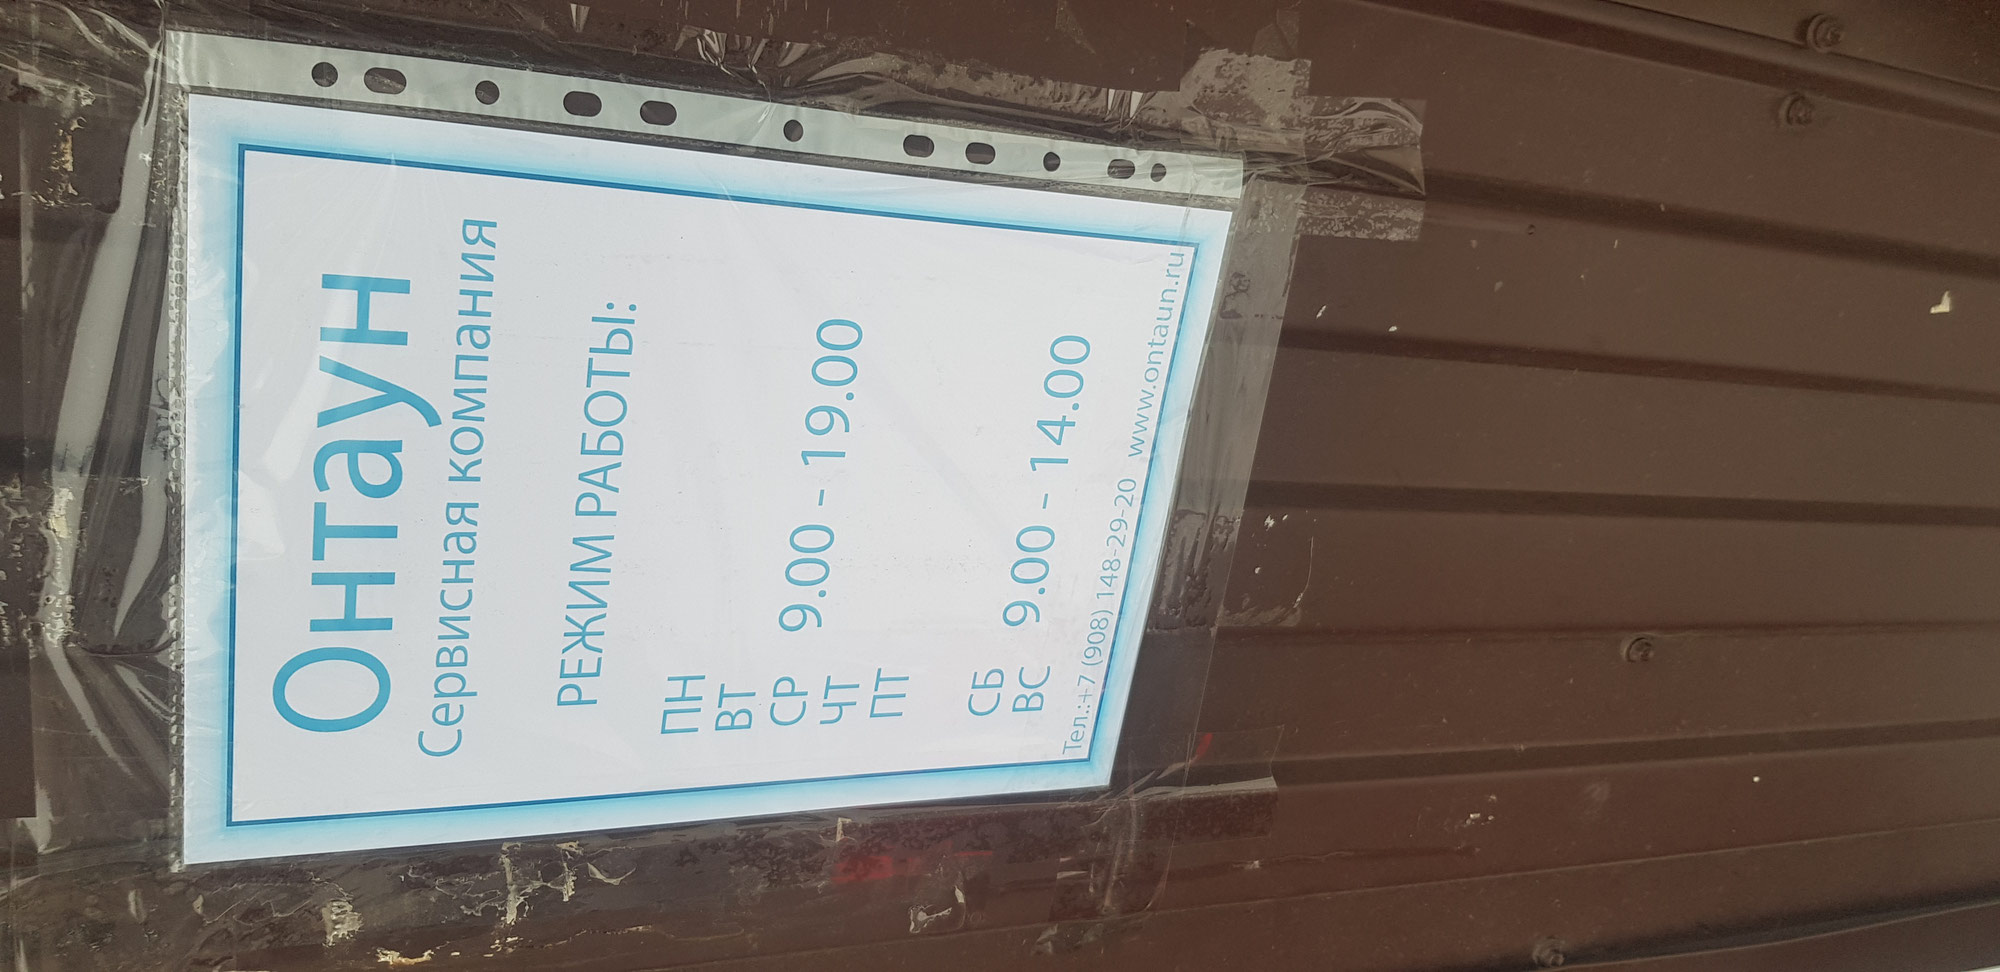 Онтаун
Сервисная компания
РЕЖИМ РАБОТЫ:
ПН
ВТ
СР 9.00 - 19.00
ЧТ
ПТ
СБ
ВС 9.00 - 14.00
Тел.:+7 (908) 148-29-20 www.ontaun.ru